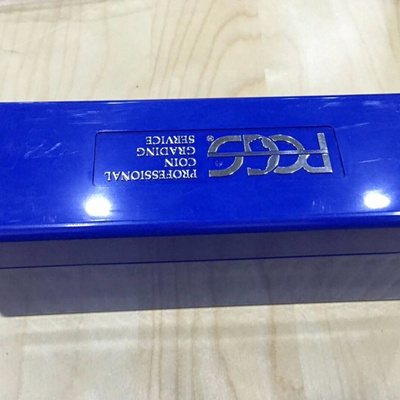 PCGS®
PROFESSIONAL
COIN
GRADING
SERVICE